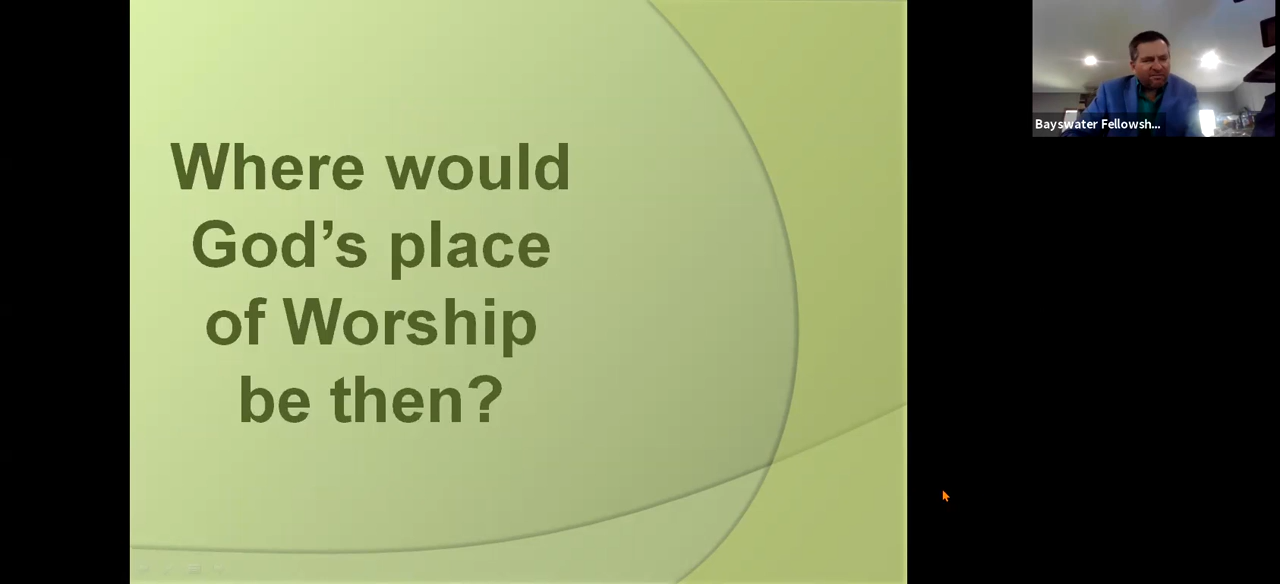 Where would
God’s place
of Worship
be then?
Bayswater Fellowsh...